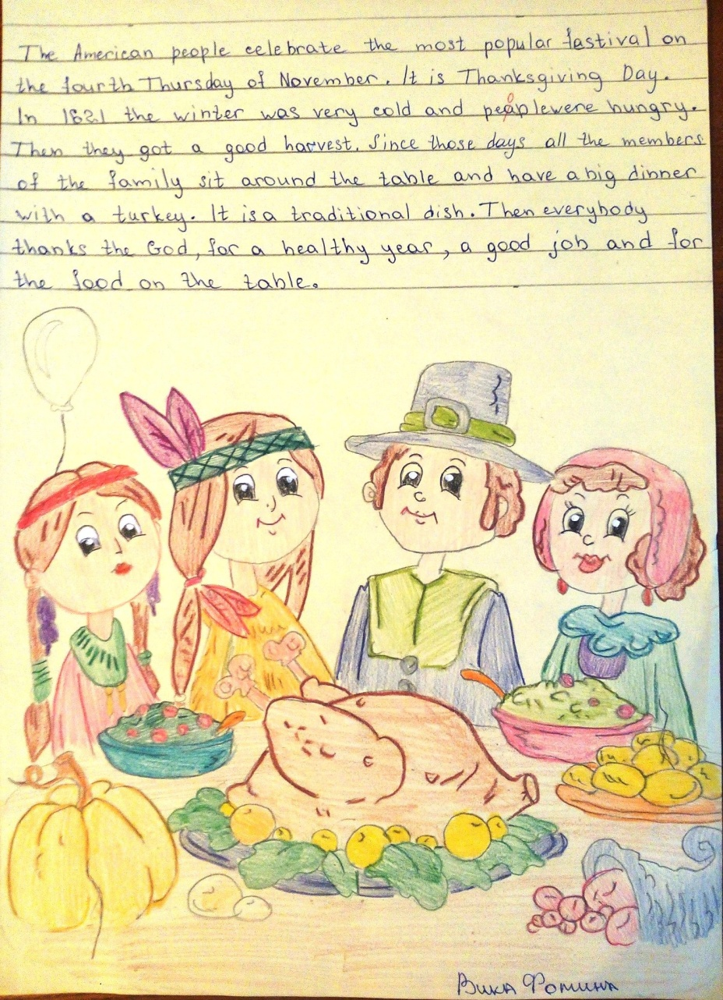 The American people celebrate the most popular fastival on
the fourth Thursday of November. It is Thanksgiving Day.
In 1621 the winter was very cold and people were hungry.
Then they got a good harvest. Since those days all the members
of the family sit around the table and have a big dinner
with a turkey. It is a traditional dish. Then everybody
thanks the God, for a healthy year, a good job and for
the food on the table.
Вика Фомина